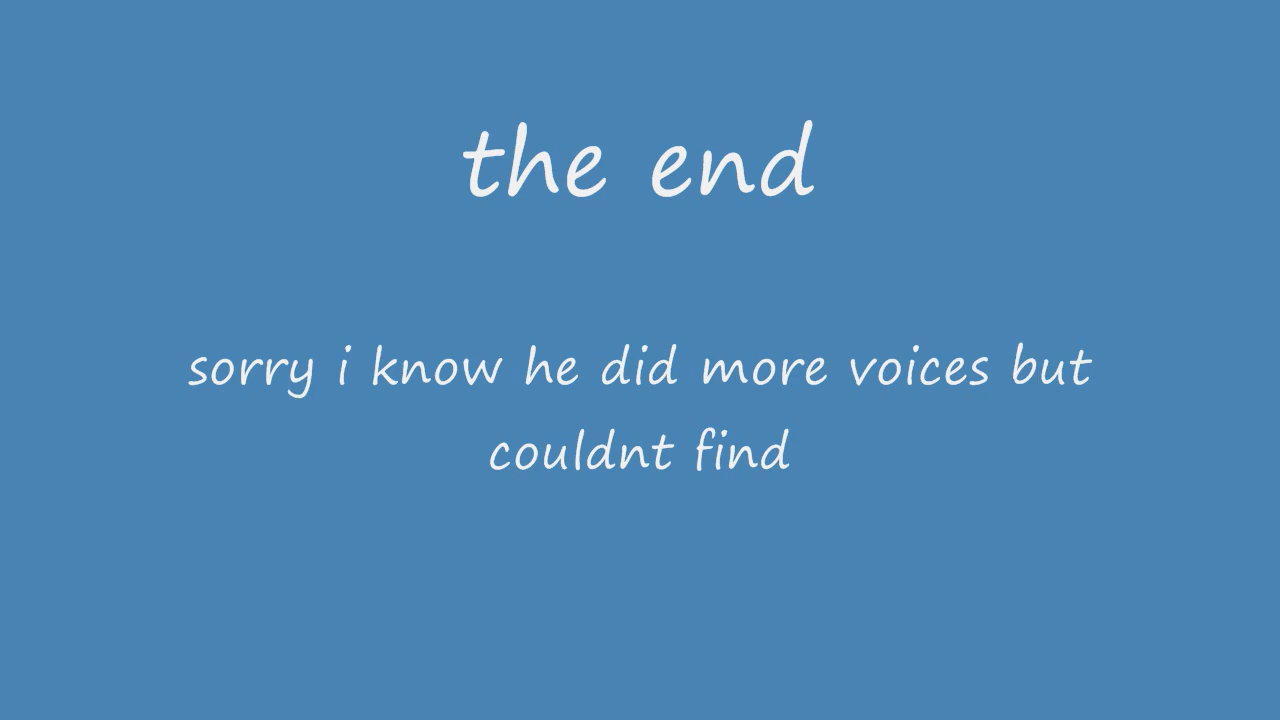 the end
sorry i know he did more voices but
couldnt find